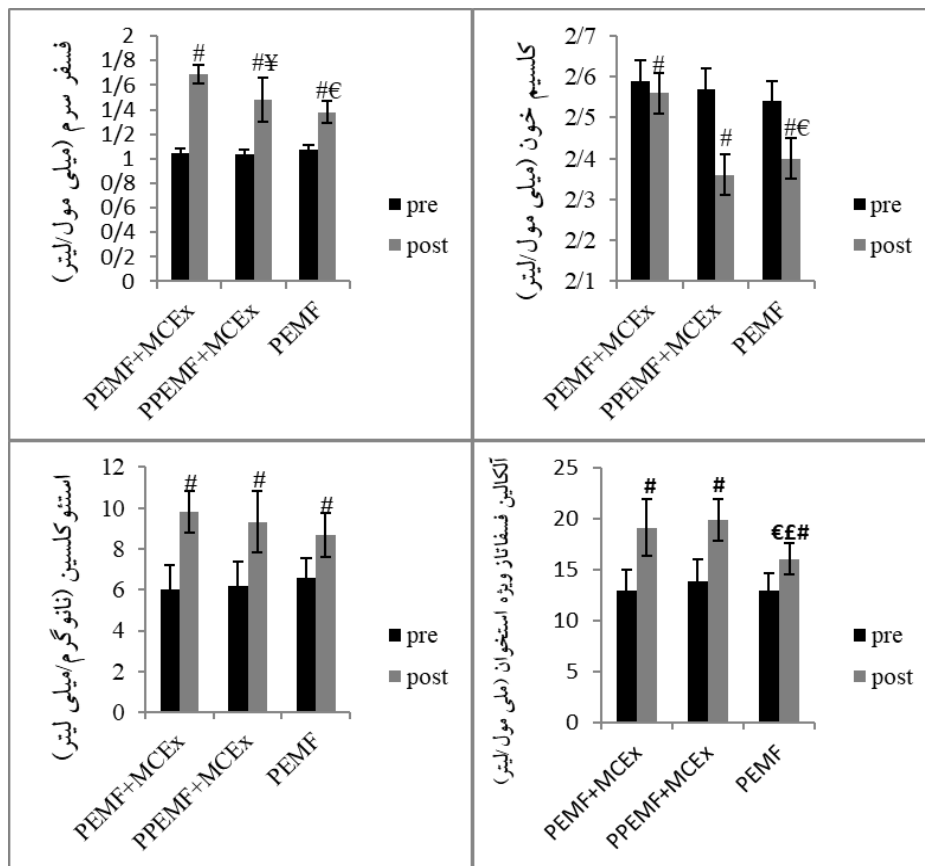 فسفر سرم (میلی مول/لیتر)
2
1/8
1/6
1/4
1/2
1
0/8
0/6
0/4
0/2
0
#
#¥
#€
PEMF+MCEx
PPEMF+MCEx
PEMF
pre
post
کلسیم خون (میلی مول/لیتر)
2/7
2/6
2/5
2/4
2/3
2/2
2/1
#
#
#€
PEMF+MCEx
PPEMF+MCEx
PEMF
pre
post
استئوکلسین (نانوگرم/میلی لیتر)
12
10
8
6
4
2
0
#
#
#
PEMF+MCEx
PPEMF+MCEx
PEMF
pre
post
آلکالین فسفاتاز ویژه استخوان (ملی مول/لیتر)
25
20
15
10
5
0
#
#
€£#
PEMF+MCEx
PPEMF+MCEx
PEMF
pre
post